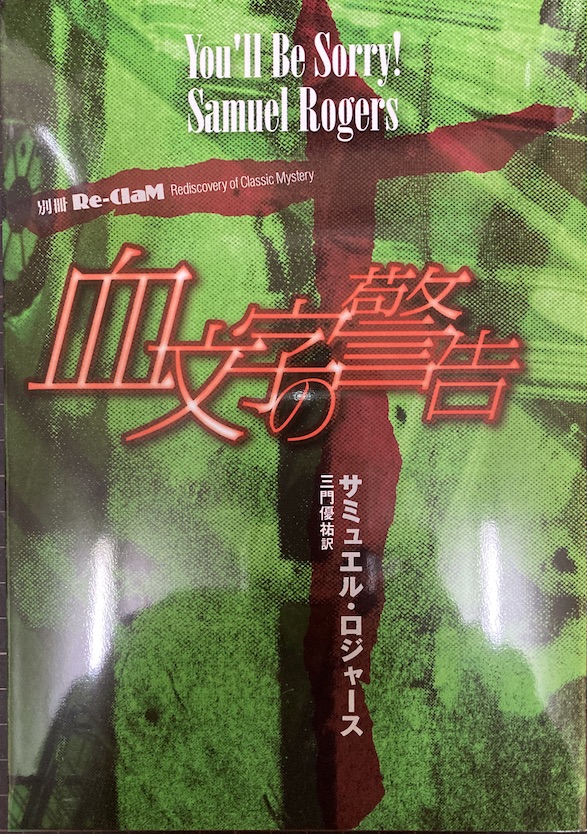 You'll Be Sorry!
Samuel Rogers
別冊 Re-ClaM Rediscovery of Classic Mystery
血文字の警告
サミュエル・ロジャース
三門優祐訳